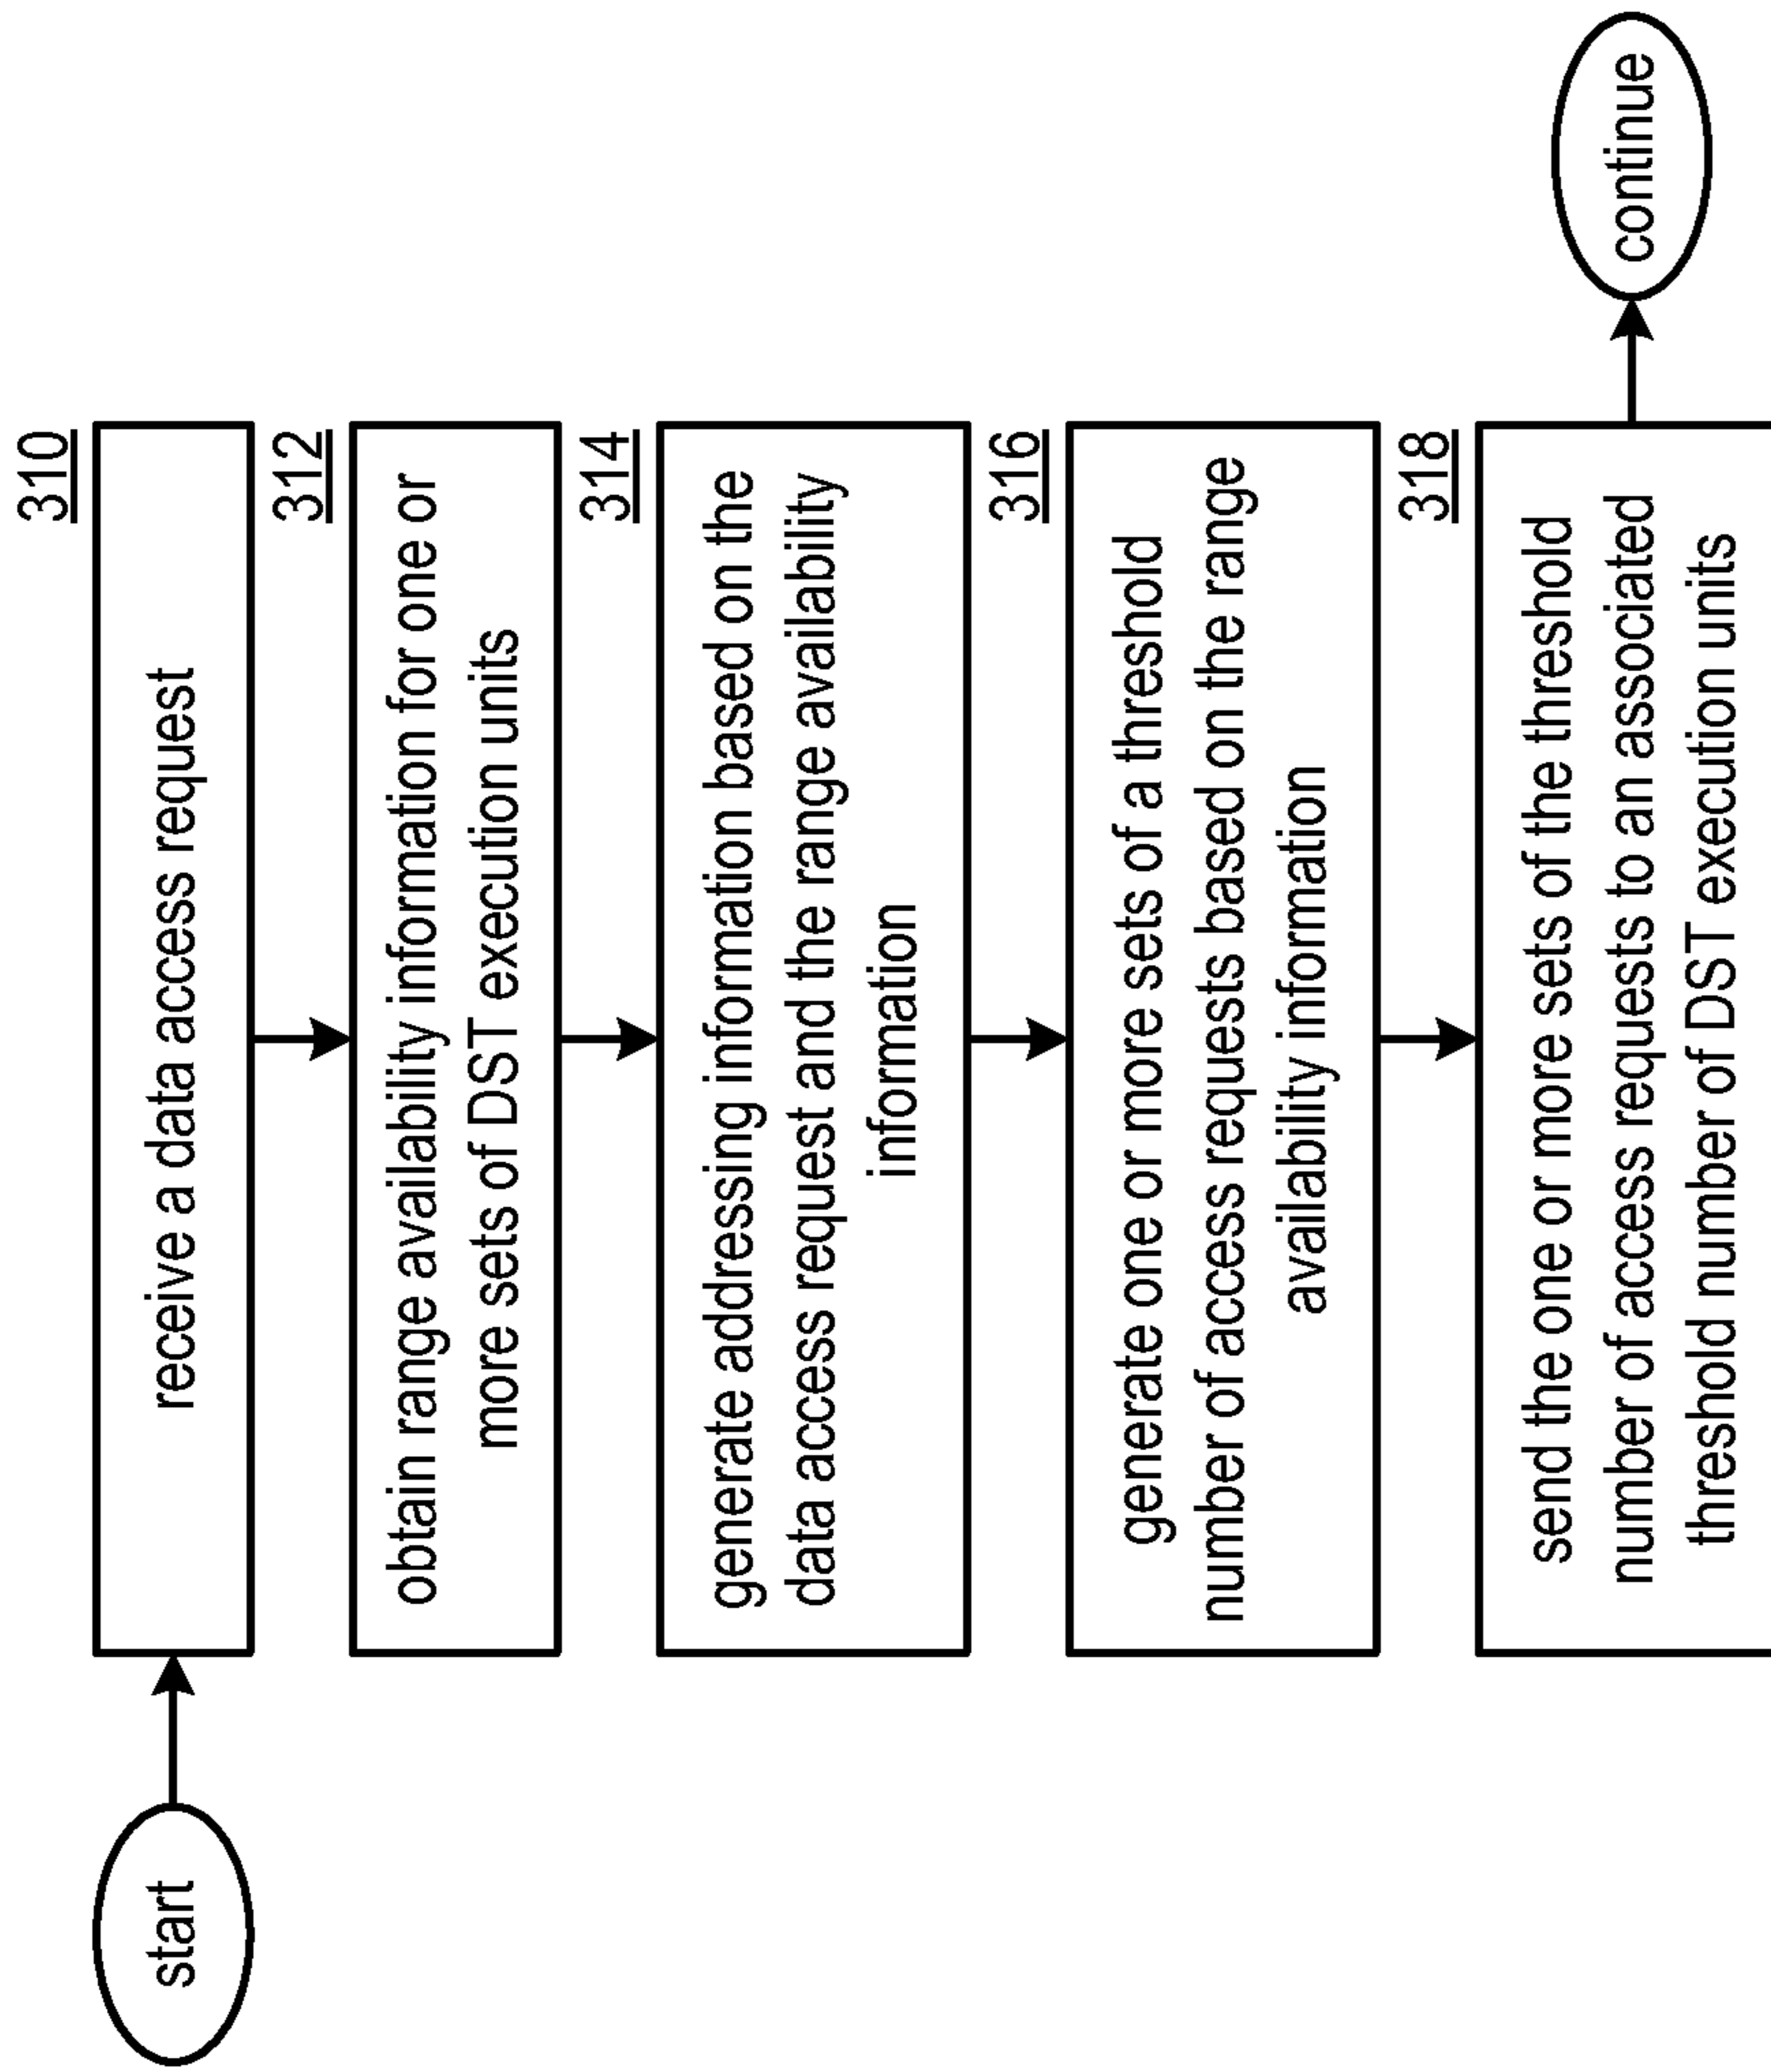 start
310
receive a data access request
312
obtain range availability information for one or
more sets of DST execution units
314
generate addressing information based on the
data access request and the range availability
information
316
generate one or more sets of a threshold
number of access requests based on the range
availability information
318
send the one or more sets of the threshold
number of access requests to an associated
threshold number of DST execution units
continue